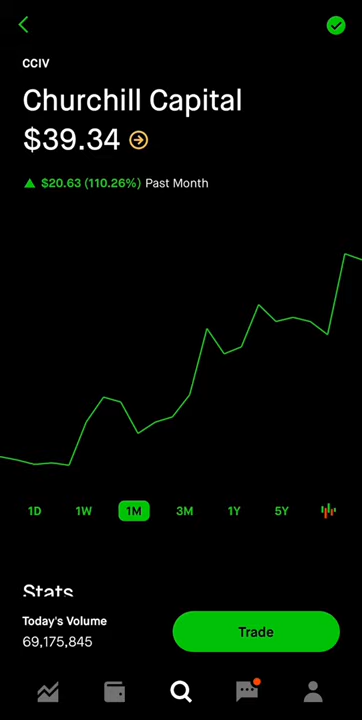 CCIV
Churchill Capital
$39.34
$20.63 (110.26%) Past Month
1D 1W 1M 3M 1Y 5Y
Stats
Today's Volume
69,175,845
Trade